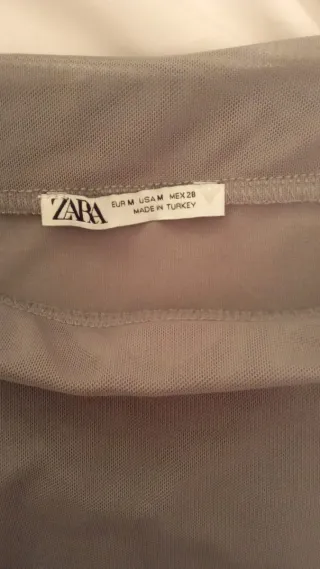 ZARA
EUR M USA M MEX 28
MADE IN TURKEY